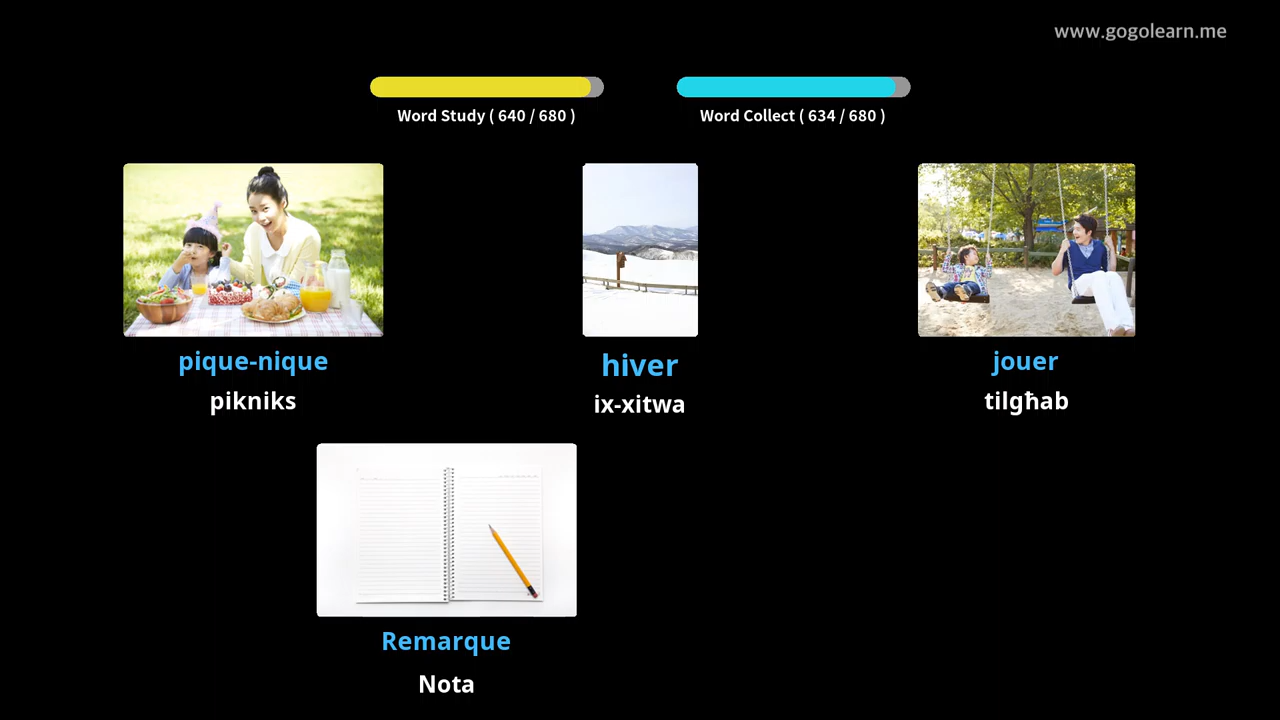 www.gogolearn.me
Word Study ( 640 / 680 )
Word Collect ( 634 / 680 )
pique-nique
pikniks
hiver
ix-xitwa
jouer
tilgħab
Remarque
Nota